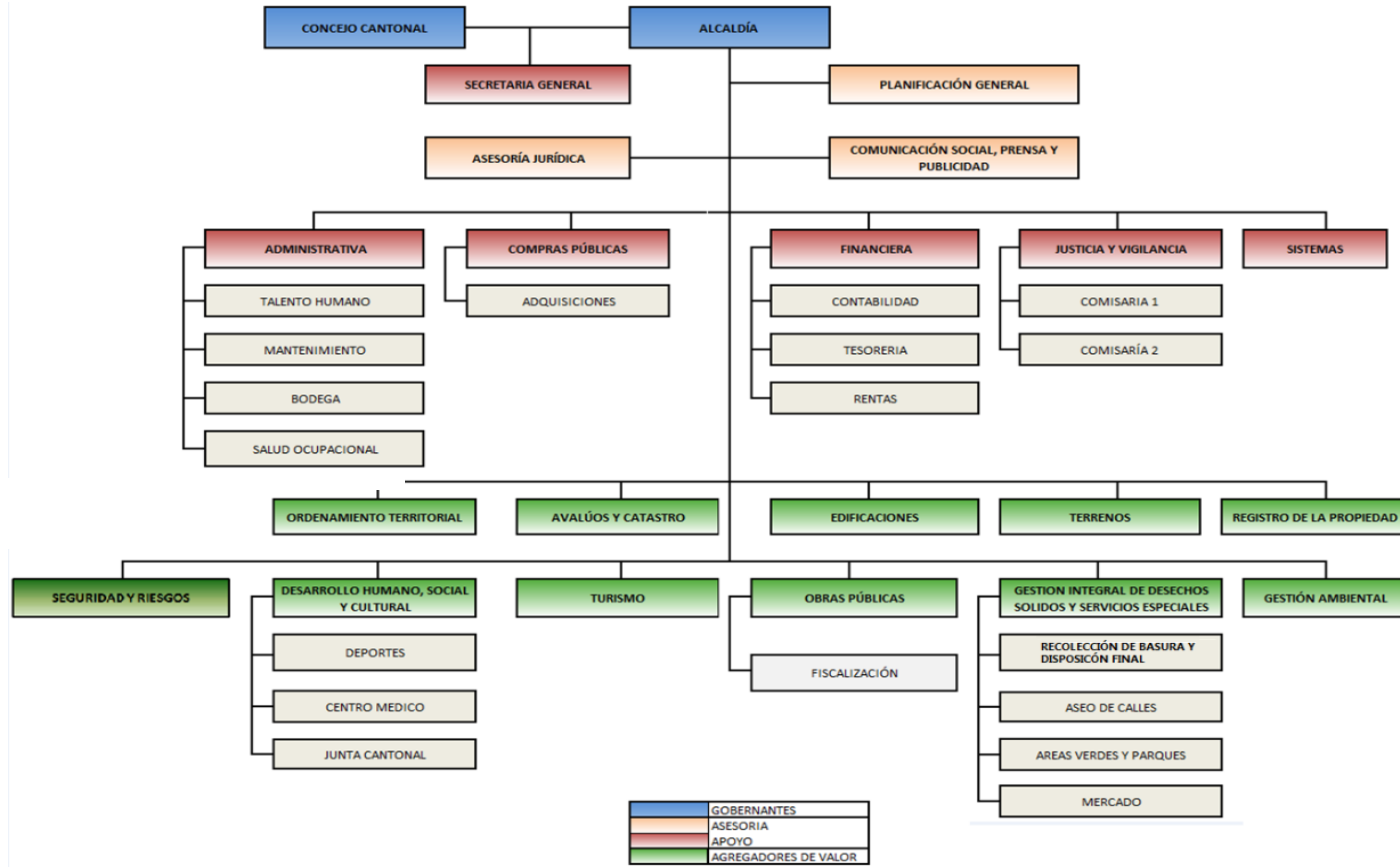 CONCEJO CANTONAL
ALCALDÍA
SECRETARIA GENERAL
PLANIFICACIÓN GENERAL
ASESORÍA JURÍDICA
COMUNICACIÓN SOCIAL, PRENSA Y
PUBLICIDAD
ADMINISTRATIVA
COMPRAS PÚBLICAS
FINANCIERA
JUSTICIA Y VIGILANCIA
SISTEMAS
TALENTO HUMANO
ADQUISICIONES
CONTABILIDAD
COMISARIA 1
MANTENIMIENTO
TESORERIA
COMISARÍA 2
BODEGA
RENTAS
SALUD OCUPACIONAL
ORDENAMIENTO TERRITORIAL
AVALÚOS Y CATASTRO
EDIFICACIONES
TERRENOS
REGISTRO DE LA PROPIEDAD
SEGURIDAD Y RIESGOS
DESARROLLO HUMANO, SOCIAL
Y CULTURAL
TURISMO
OBRAS PÚBLICAS
GESTION INTEGRAL DE DESECHOS
SOLIDOS Y SERVICIOS ESPECIALES
GESTIÓN AMBIENTAL
DEPORTES
FISCALIZACIÓN
RECOLECCIÓN DE BASURA Y
DISPOSICÓN FINAL
CENTRO MEDICO
ASEO DE CALLES
JUNTA CANTONAL
AREAS VERDES Y PARQUES
MERCADO
GOBERNANTES
ASESORIA
APOYO
AGREGADORES DE VALOR